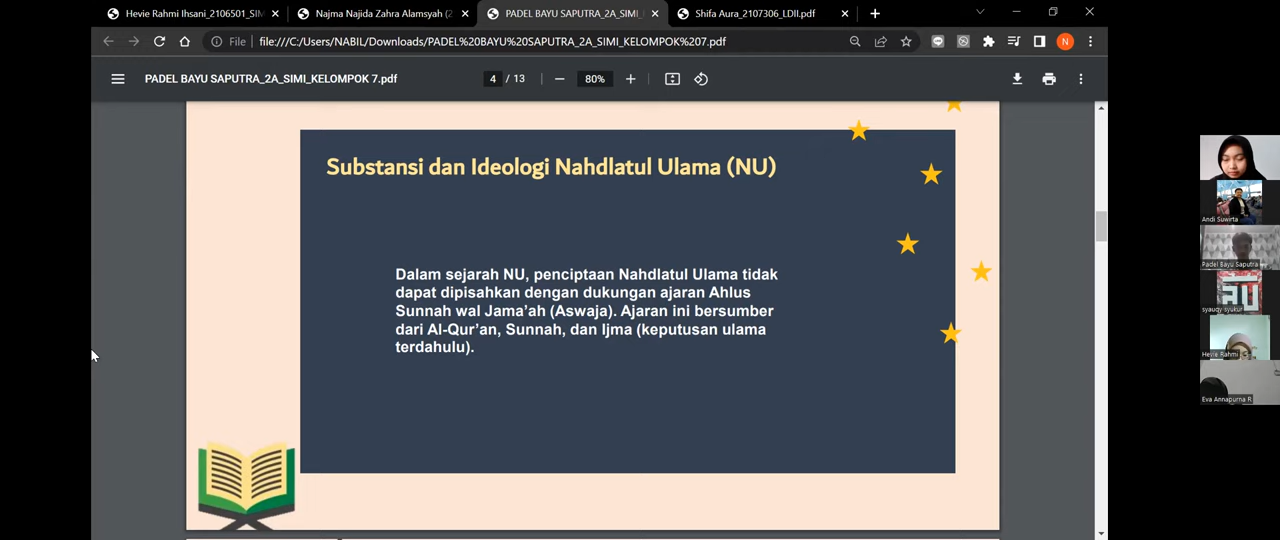 Hevie Rahmi Ihsani_2106501_SIM
Najma Najida Zahra Alamsyah (2
PADEL BAYU SAPUTRA_2A_SIMI_
Shifa Aura_2107306_LDII.pdf
File
file:///C:/Users/NABIL/Downloads/PADEL%20BAYU%20SAPUTRA_2A_SIMI_KELOMPOK%207.pdf
N
PADEL BAYU SAPUTRA_2A_SIMI_KELOMPOK 7.pdf
4 / 13
80%
Substansi dan Ideologi Nahdlatul Ulama (NU)
Dalam sejarah NU, penciptaan Nahdlatul Ulama tidak
dapat dipisahkan dengan dukungan ajaran Ahlus
Sunnah wal Jama’ah (Aswaja). Ajaran ini bersumber
dari Al-Qur’an, Sunnah, dan Ijma (keputusan ulama
terdahulu).
Andi Suwirta
Padel Bayu Saputra
syauqy syukur
Hevie Rahmi
Eva Annapurna R